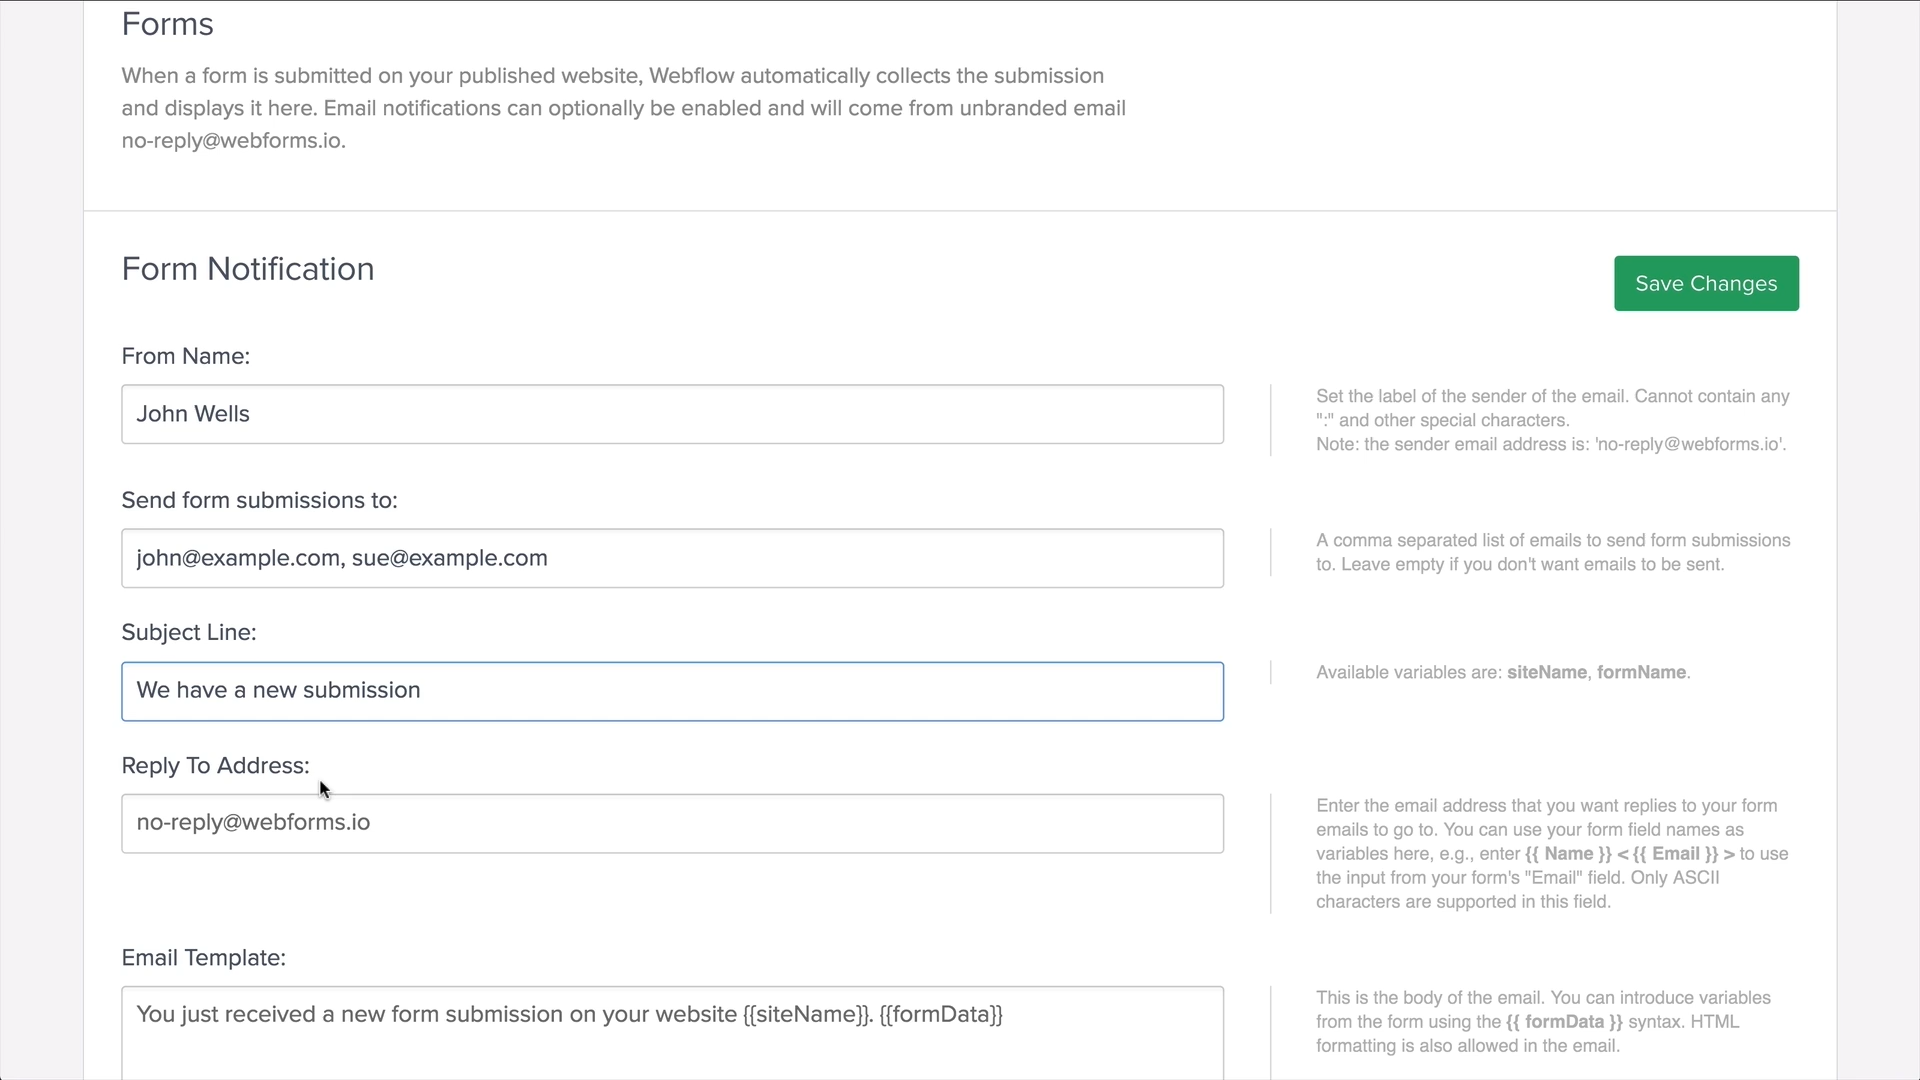 Forms
When a form is submitted on your published website, Webflow automatically collects the submission
and displays it here. Email notifications can optionally be enabled and will come from unbranded email
no-reply@webforms.io.
Form Notification
Save Changes
From Name:
John Wells
Set the label of the sender of the email. Cannot contain any
":" and other special characters.
Note: the sender email address is: 'no-reply@webforms.io'.
Send form submissions to:
john@example.com, sue@example.com
A comma separated list of emails to send form submissions
to. Leave empty if you don't want emails to be sent.
Subject Line:
We have a new submission
Available variables are: siteName, formName.
Reply To Address:
no-reply@webforms.io
Enter the email address that you want replies to your form
emails to go to. You can use your form field names as
variables here, e.g., enter {{ Name }} < {{ Email }} > to use
the input from your form's "Email" field. Only ASCII
characters are supported in this field.
Email Template:
You just received a new form submission on your website {{siteName}}. {{formData}}
This is the body of the email. You can introduce variables
from the form using the {{ formData }} syntax. HTML
formatting is also allowed in the email.